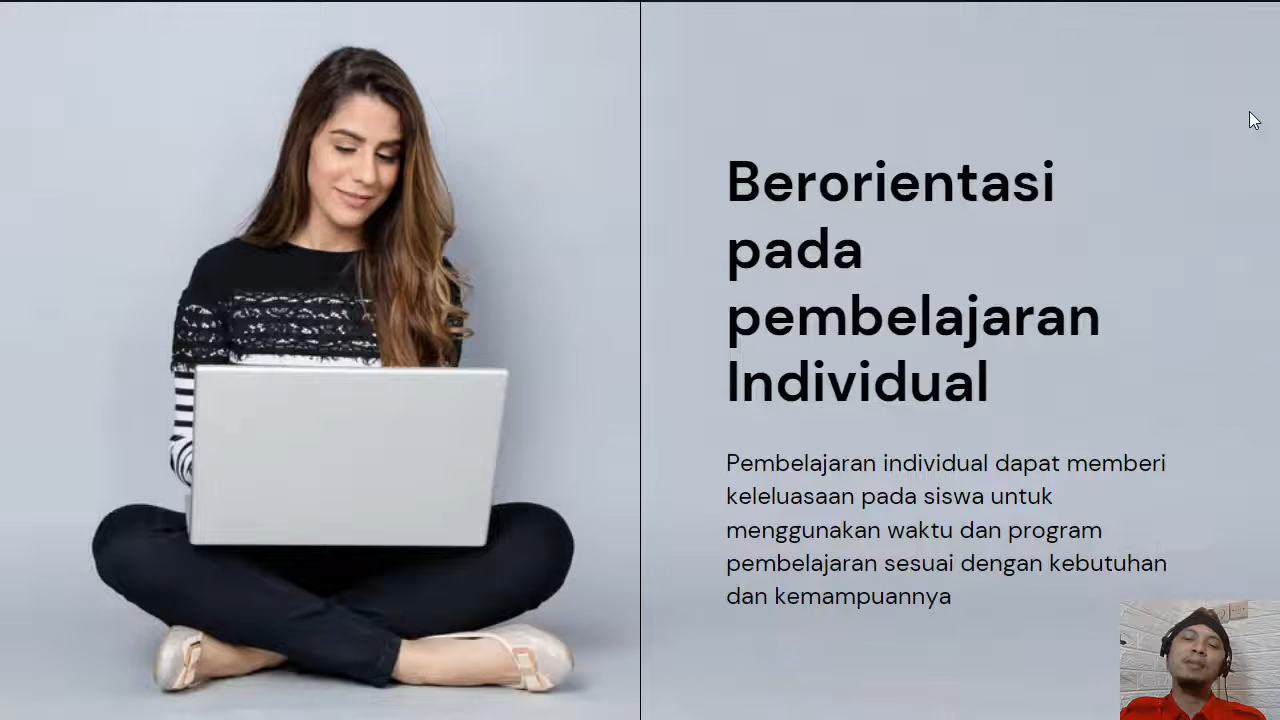 Berorientasi
pada
pembelajaran
Individual
Pembelajaran individual dapat memberi
keleluasaan pada siswa untuk
menggunakan waktu dan program
pembelajaran sesuai dengan kebutuhan
dan kemampuannya